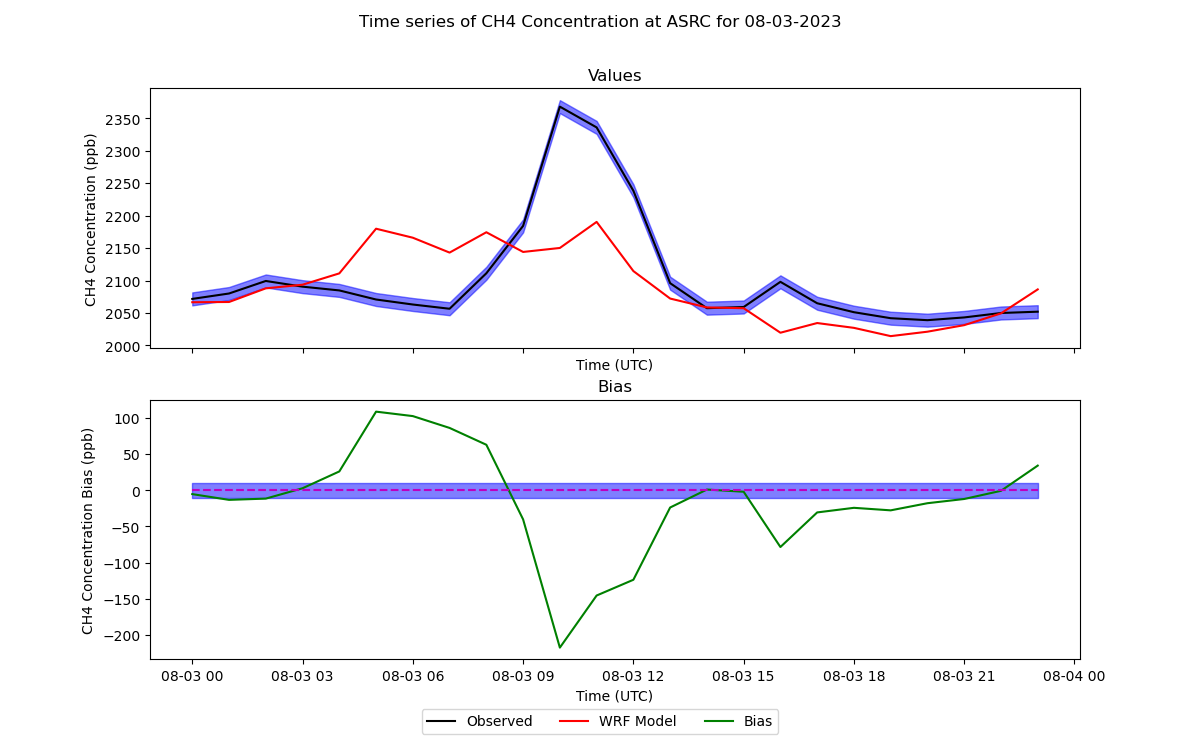 Time series of CH4 Concentration at ASRC for 08-03-2023
Values
CH4 Concentration (ppb)
2350
2300
2250
2200
2150
2100
2050
2000
Time (UTC)
Bias
CH4 Concentration Bias (ppb)
100
50
0
−50
−100
−150
−200
08-03 00 08-03 03 08-03 06 08-03 09 08-03 12 08-03 15 08-03 18 08-03 21 08-04 00
Time (UTC)
Observed WRF Model Bias